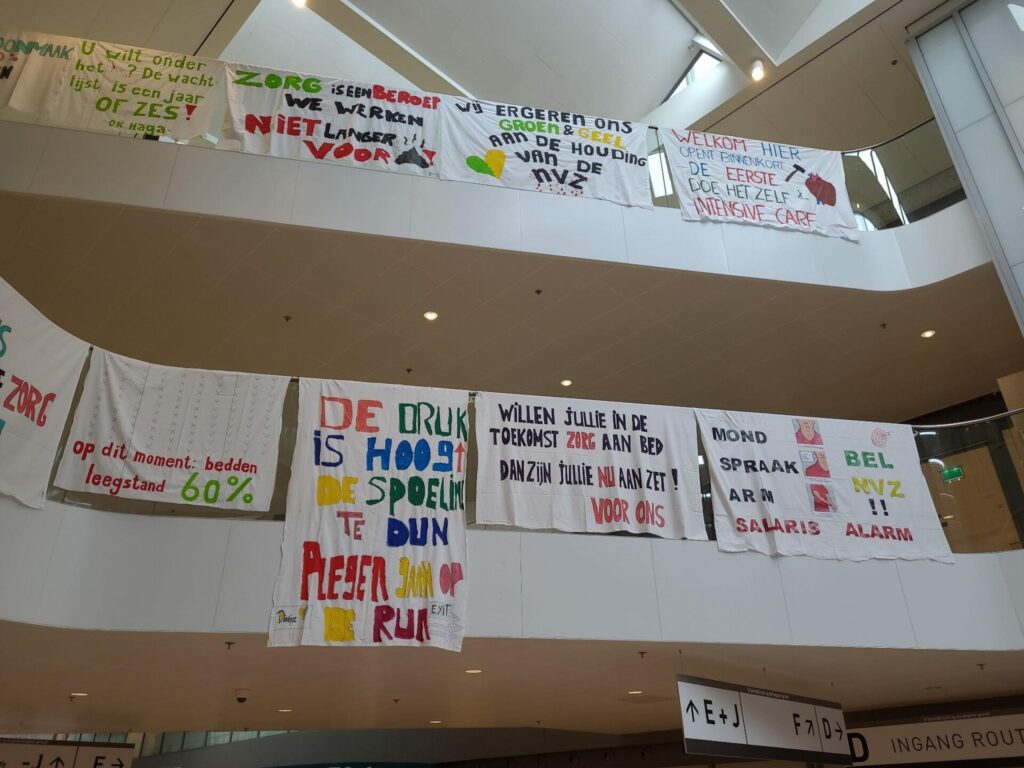 U wilt onder
het ? De wacht
lijst is een jaar
OF ZES!
OK Haga
ZORG is EEN BEROEP
WE WERKEN
NIET LANGER
VOOR
Wij ERGEREN ONS
GROEN & GEEL
AAN DE HOUDING
VAN DE
NVZ
WELKOM HIER
OPENT BINNENKORT
DE EERSTE
DOE HET ZELF
INTENSIVE CARE
ZORG
op dit moment: bedden
leegstand 60%
DE DRUK
iS HOOG
DE SPOELING
TE DUN
PLEGEN GAAN OP
DE RUN
EXIT
WILLEN JULLIE IN DE
TOEKOMST ZORG AAN BED
DAN ZIJN JULLIE NU AAN ZET!
VOOR ONS
MOND
SPRAAK BEL
ARM NVZ
!!
SALARIS ALARM
↑ E+J F↗ D→
D INGANG ROUT
-J↑ F→